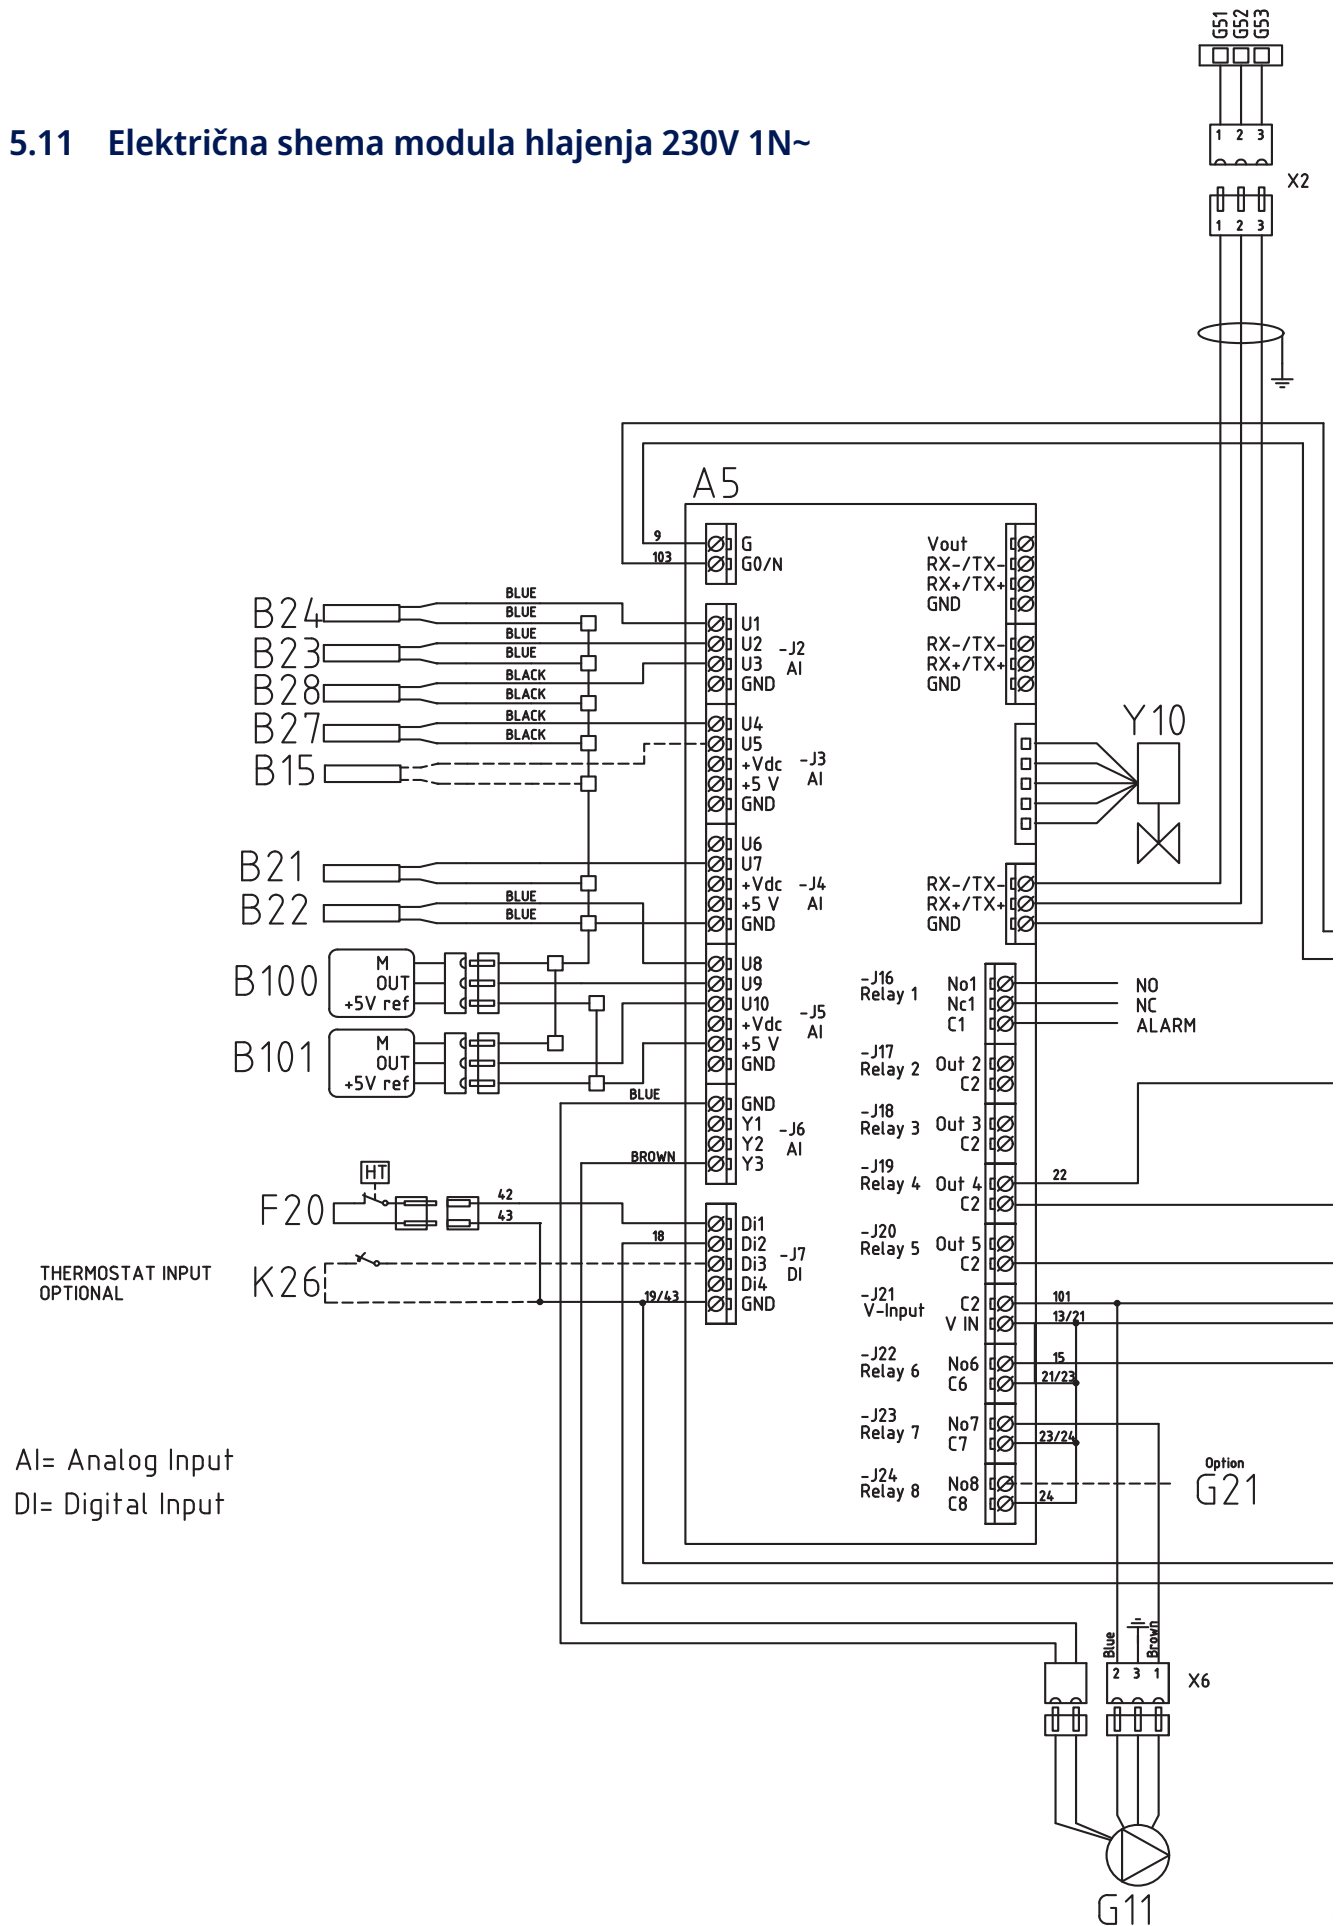 G51 G52 G53
1 2 3
X2
1 2 3
5.11 Električna shema modula hlajenja 230V 1N~
A5
9 G
103 G0/N
Vout
RX-/TX-
RX+/TX+
GND
RX-/TX-
RX+/TX+
GND
B24 BLUE
BLUE
B23 BLUE
BLUE
B28 BLACK
BLACK
B27 BLACK
BLACK
B15
U1
U2
U3
GND
-J2
AI
U4
U5
+Vdc
+5 V
GND
-J3
AI
Y10
B21
B22 BLUE
BLUE
U6
U7
+Vdc
+5 V
GND
-J4
AI
RX-/TX-
RX+/TX+
GND
B100
M
OUT
+5V ref
B101
M
OUT
+5V ref
U8
U9
U10
+Vdc
+5 V
GND
-J5
AI
BLUE
BROWN
GND
Y1
Y2
Y3
-J6
AI
HT
F20
42
43
18
K26
THERMOSTAT INPUT
OPTIONAL
19/43
Di1
Di2
Di3
Di4
GND
-J7
DI
-J16
Relay 1
No1
Nc1
C1
NO
NC
ALARM
-J17
Relay 2
Out 2
C2
-J18
Relay 3
Out 3
C2
-J19
Relay 4
Out 4
C2
22
-J20
Relay 5
Out 5
C2
-J21
V-Input
C2
V IN
101
13/21
-J22
Relay 6
No6
C6
15
21/23
-J23
Relay 7
No7
C7
23/24
-J24
Relay 8
No8
C8
24
Option
G21
AI= Analog Input
DI= Digital Input
Blue Brown
2 3 1
X6
G11